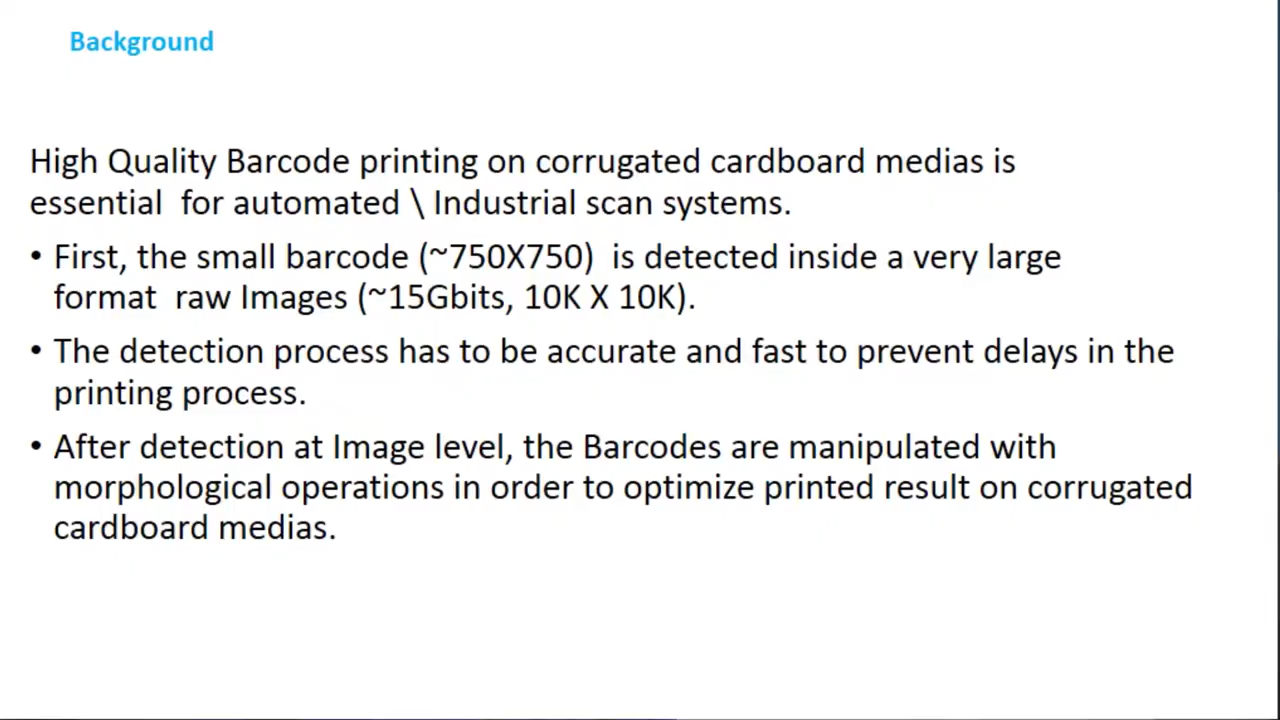 Background
High Quality Barcode printing on corrugated cardboard medias is
essential  for automated \ Industrial scan systems.
• First, the small barcode (~750X750)  is detected inside a very large
format  raw Images (~15Gbits, 10K X 10K).
• The detection process has to be accurate and fast to prevent delays in the
printing process.
• After detection at Image level, the Barcodes are manipulated with
morphological operations in order to optimize printed result on corrugated
cardboard medias.